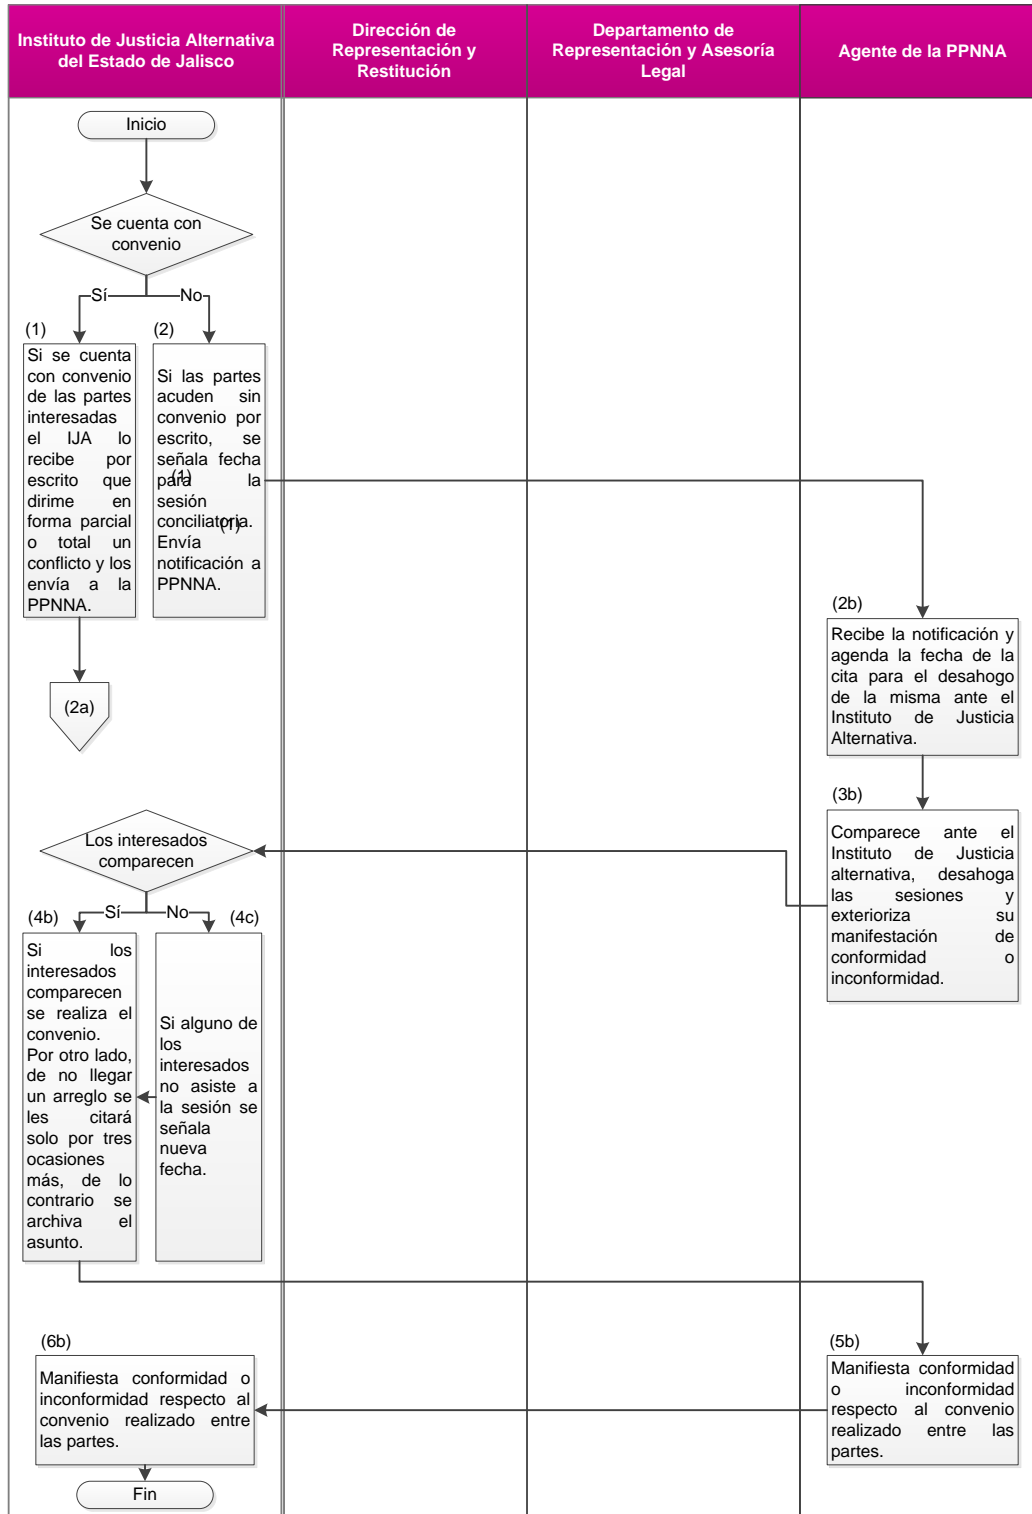 Instituto de Justicia Alternativa
del Estado de Jalisco
Dirección de
Representación y
Restitución
Departamento de
Representación y Asesoría
Legal
Agente de la PPNNA
Inicio
Se cuenta con
convenio
Sí
No
(1)
Si se cuenta
con convenio
de las partes
interesadas
el IJA lo
recibe por
escrito que
dirime en
forma parcial
o total un
conflicto y los
envía a la
PPNNA.
(2)
Si las partes
acuden sin
convenio por
escrito, se
señala fecha
para la
(1)
sesión
conciliatoria.
(1)
Envía
notificación a
PPNNA.
(2a)
(2b)
Recibe la notificación y
agenda la fecha de la
cita para el desahogo
de la misma ante el
Instituto de Justicia
Alternativa.
(3b)
Comparece ante el
Instituto de Justicia
alternativa, desahoga
las sesiones y
exterioriza su
manifestación de
conformidad o
inconformidad.
Los interesados
comparecen
Sí
No
(4b)
Si los
interesados
comparecen
se realiza el
convenio.
Por otro lado,
de no llegar
un arreglo se
les citará
solo por tres
ocasiones
más, de lo
contrario se
archiva el
asunto.
(4c)
Si alguno de
los
interesados
no asiste a
la sesión se
señala
nueva
fecha.
(5b)
Manifiesta conformidad
o inconformidad
respecto al convenio
realizado entre las
partes.
(6b)
Manifiesta conformidad o
inconformidad respecto al
convenio realizado entre
las partes.
Fin